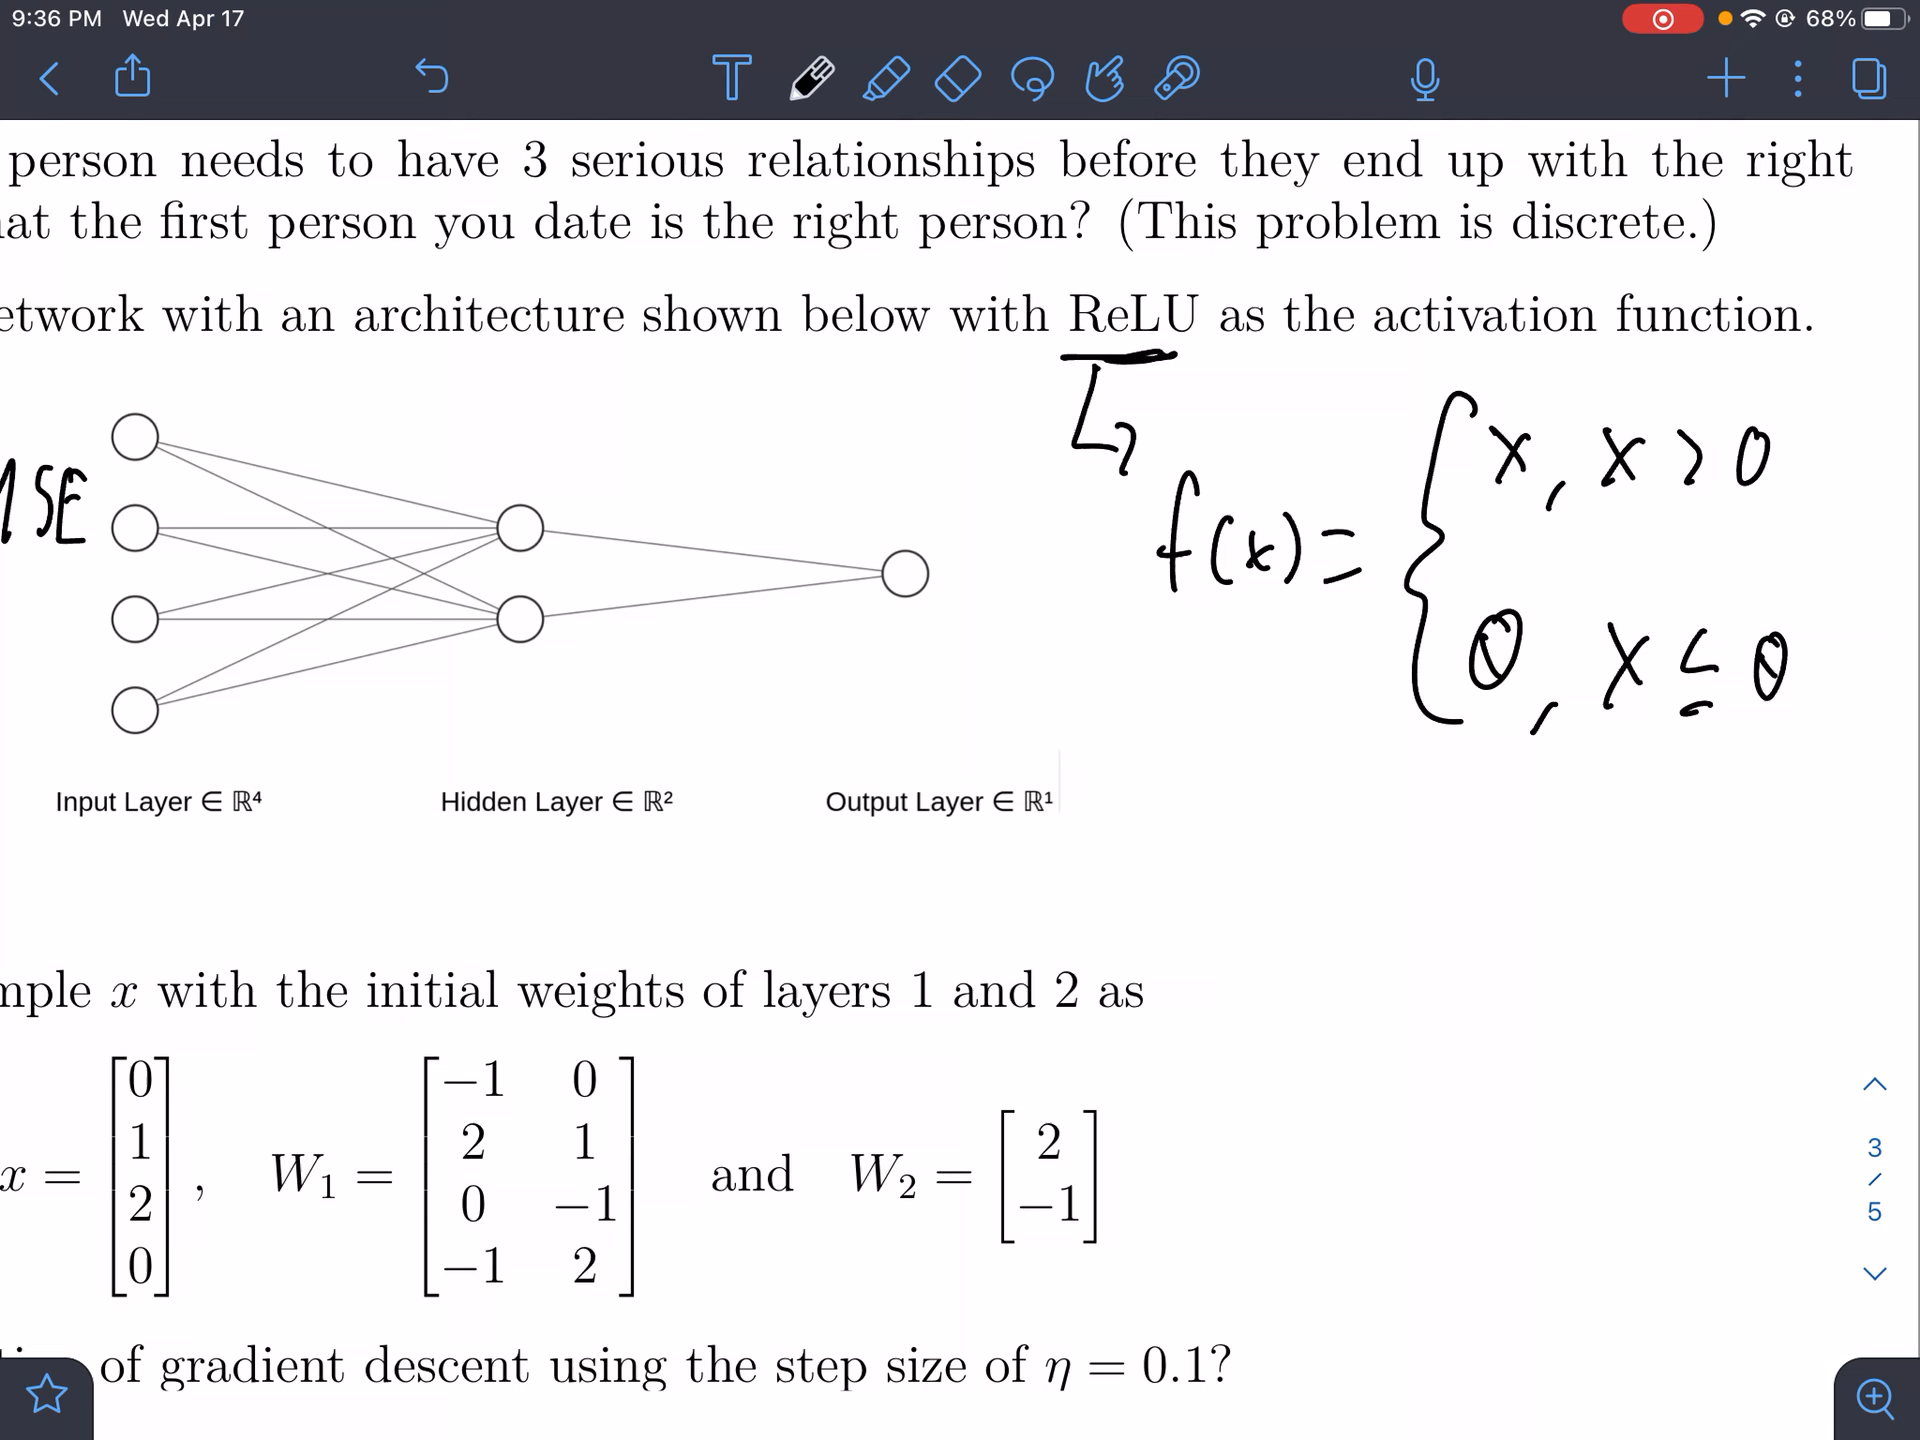 9:36 PM Wed Apr 17
68%
person needs to have 3 serious relationships before they end up with the right
at the first person you date is the right person? (This problem is discrete.)
etwork with an architecture shown below with ReLU as the activation function.
SE
f(x) = { x, x > 0
0, x ≤ 0
Input Layer ∈ ℝ⁴ Hidden Layer ∈ ℝ² Output Layer ∈ ℝ¹
mple x with the initial weights of layers 1 and 2 as
x = [0 1 2 0], W₁ = [−1 0 2 1 0 −1 −1 2] and W₂ = [2 −1]
of gradient descent using the step size of η = 0.1?
3
/
5